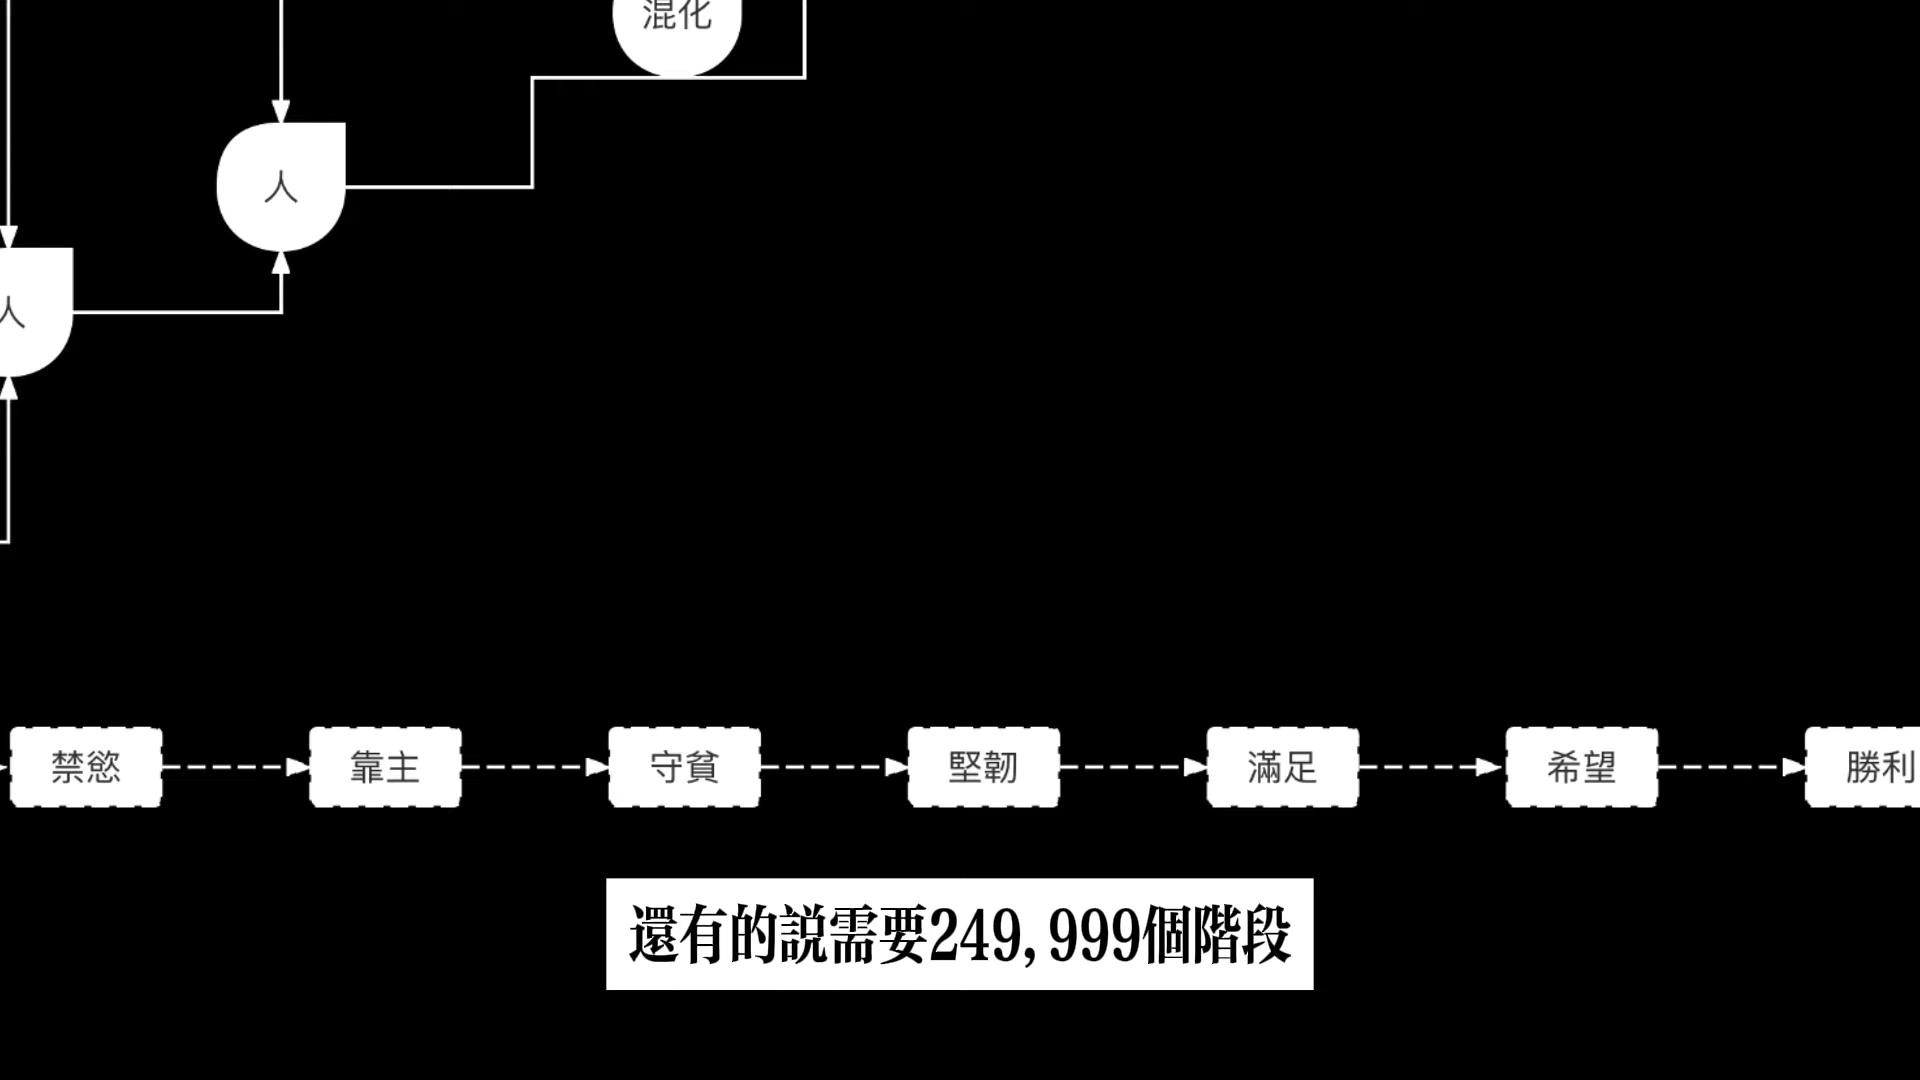 混化
人
人
禁慾
靠主
守貧
堅韌
滿足
希望
勝利
還有的説需要249,999個階段